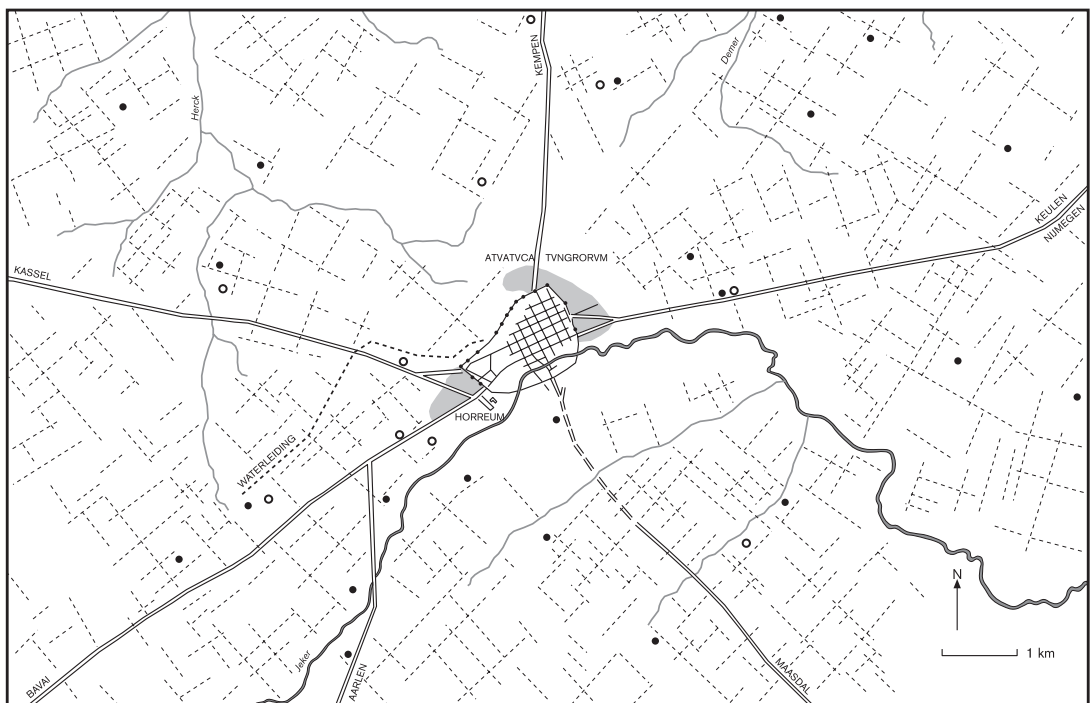 KEMPEN
Demer
Herck
KEULEN
NIJMEGEN
ATVATVCA TVNGRORVM
KASSEL
HORREUM
WATERLEIDING
N
1 km
Jeker
AARLEN
MAASDAL
BAVAI